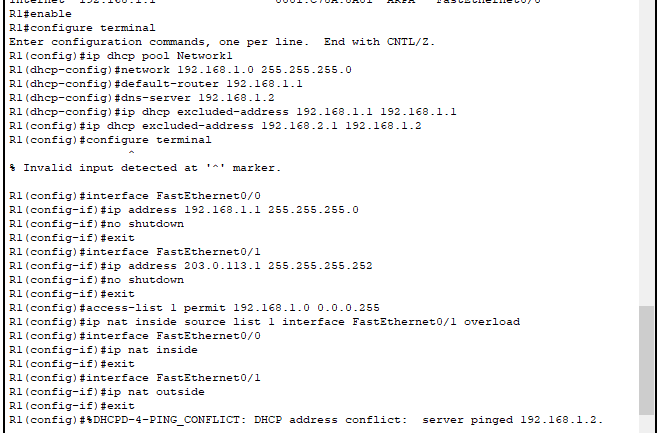 Internet 192.168.1.1 0001.C70A.0A01 ARPA FastEthernet0/0
R1#enable
R1#configure terminal
Enter configuration commands, one per line.  End with CNTL/Z.
R1(config)#ip dhcp pool Network1
R1(dhcp-config)#network 192.168.1.0 255.255.255.0
R1(dhcp-config)#default-router 192.168.1.1
R1(dhcp-config)#dns-server 192.168.1.2
R1(dhcp-config)#ip dhcp excluded-address 192.168.1.1 192.168.1.1
R1(config)#ip dhcp excluded-address 192.168.2.1 192.168.1.2
R1(config)#configure terminal
^
% Invalid input detected at '^' marker.
R1(config)#interface FastEthernet0/0
R1(config-if)#ip address 192.168.1.1 255.255.255.0
R1(config-if)#no shutdown
R1(config-if)#exit
R1(config)#interface FastEthernet0/1
R1(config-if)#ip address 203.0.113.1 255.255.255.252
R1(config-if)#no shutdown
R1(config-if)#exit
R1(config)#access-list 1 permit 192.168.1.0 0.0.0.255
R1(config)#ip nat inside source list 1 interface FastEthernet0/1 overload
R1(config)#interface FastEthernet0/0
R1(config-if)#ip nat inside
R1(config-if)#exit
R1(config)#interface FastEthernet0/1
R1(config-if)#ip nat outside
R1(config-if)#exit
R1(config)#%DHCPD-4-PING_CONFLICT: DHCP address conflict:  server pinged 192.168.1.2.